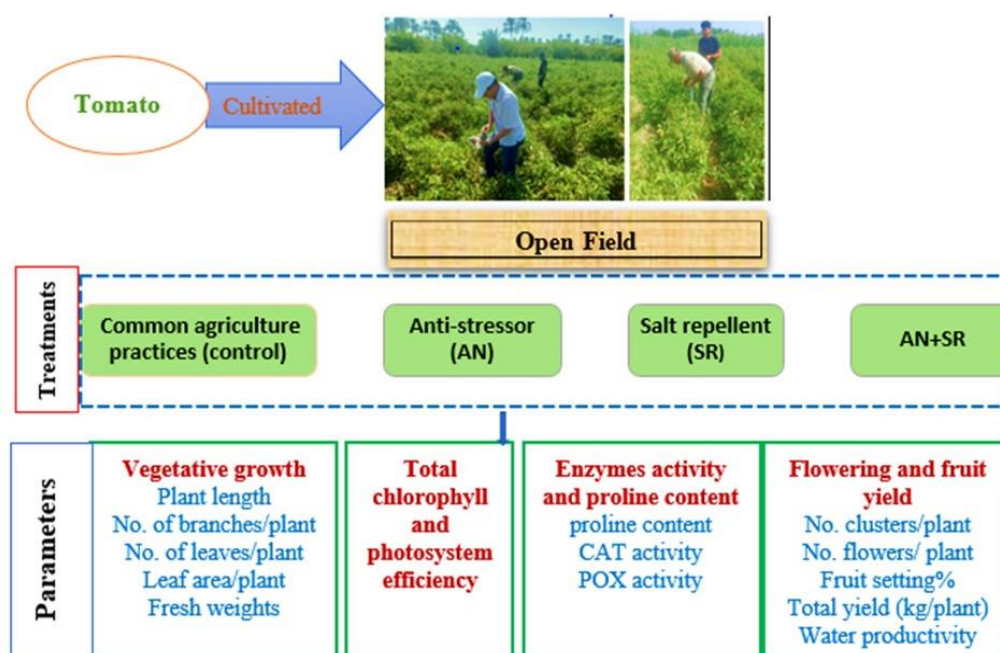 Tomato
Cultivated
Open Field
Treatments
Common agriculture
practices (control)
Anti-stressor
(AN)
Salt repellent
(SR)
AN+SR
Parameters
Vegetative growth
Plant length
No. of branches/plant
No. of leaves/plant
Leaf area/plant
Fresh weights
Total
chlorophyll
and
photosystem
efficiency
Enzymes activity
and proline content
proline content
CAT activity
POX activity
Flowering and fruit
yield
No. clusters/plant
No. flowers/ plant
Fruit setting%
Total yield (kg/plant)
Water productivity